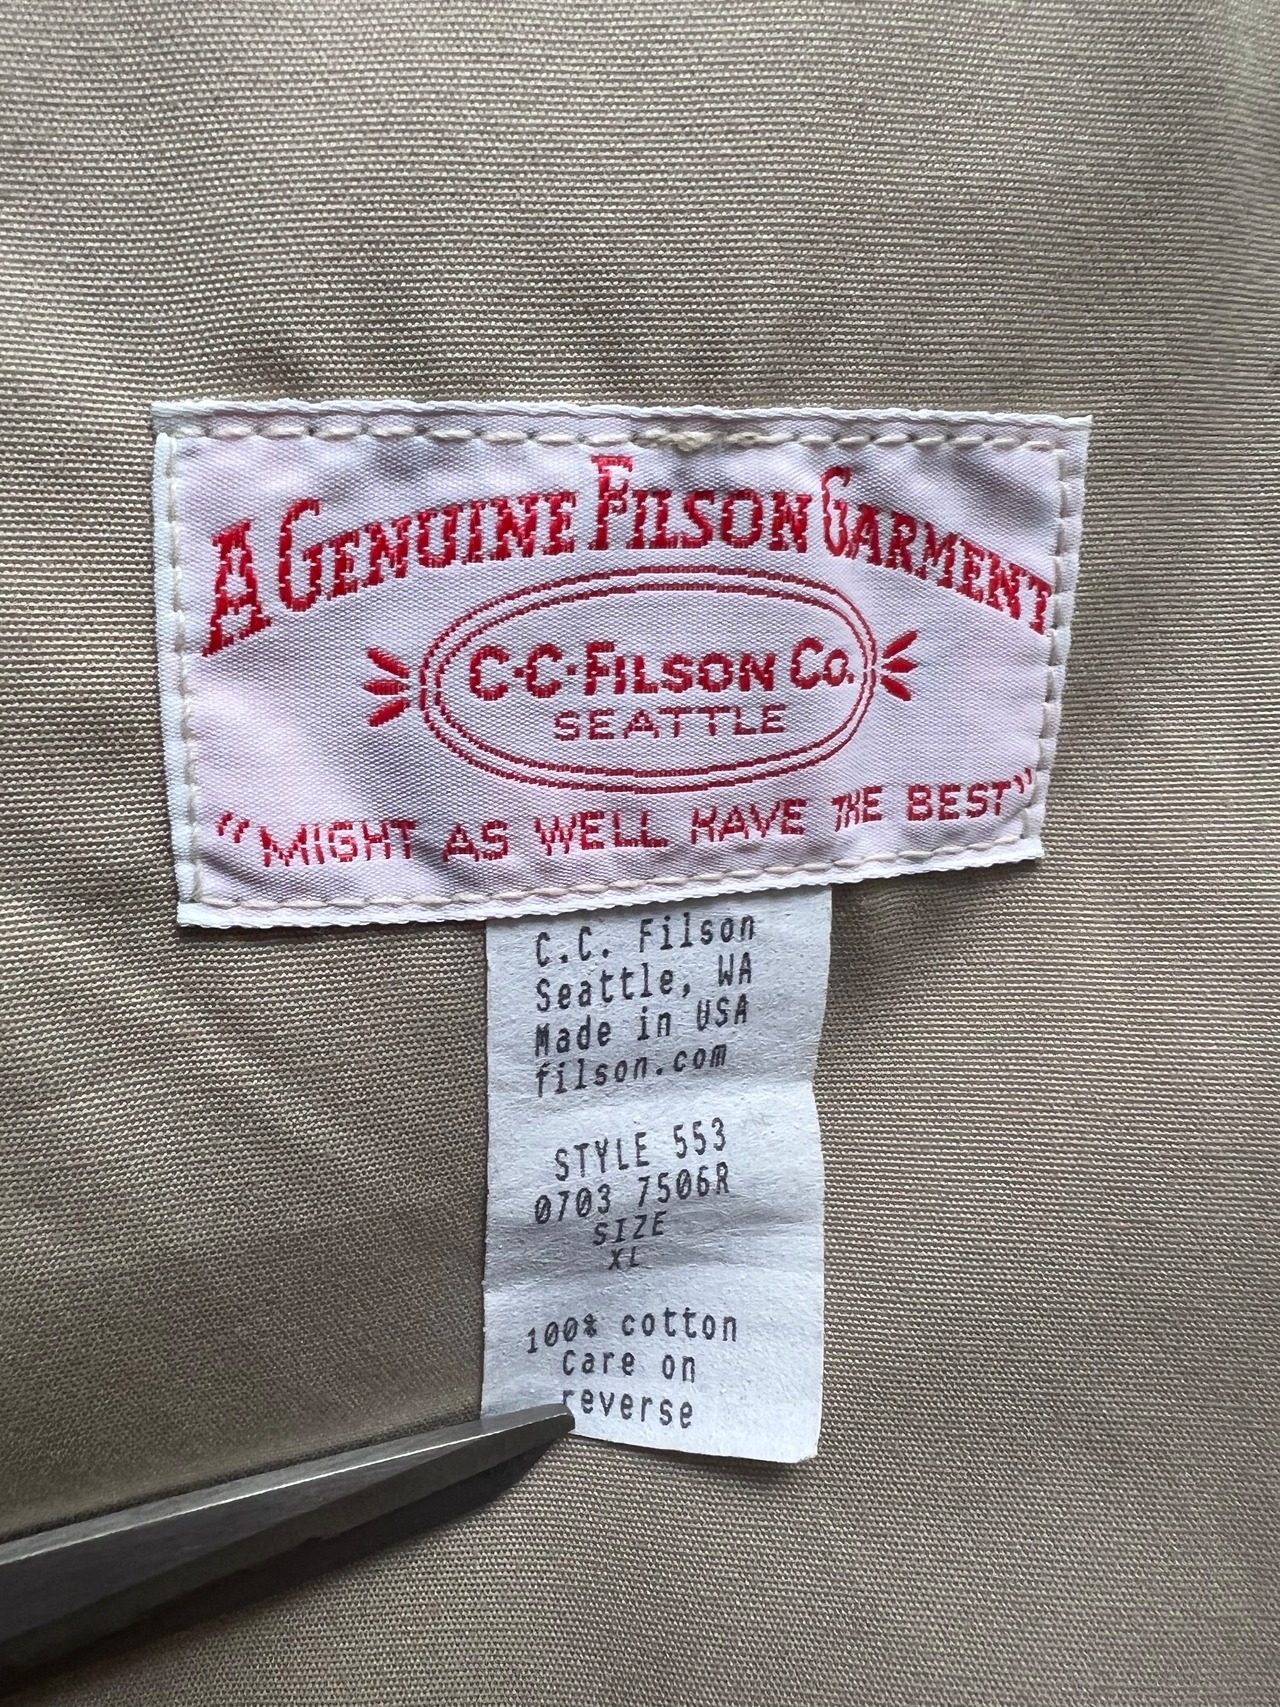 A GENUINE FILSON GARMENT
C·C·FILSON CO.
SEATTLE
"MIGHT AS WELL HAVE THE BEST"
C.C. Filson
Seattle, WA
Made in USA
filson.com
STYLE 553
0703 7506R
SIZE
XL
100% cotton
Care on
reverse